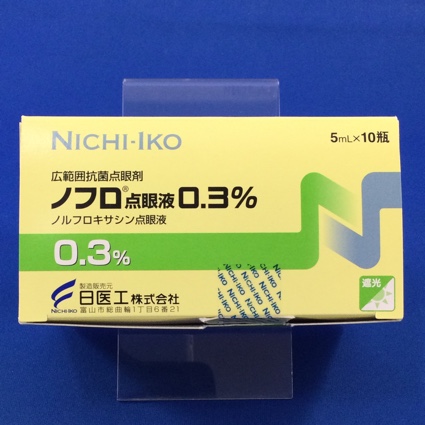 NICHI-IKO
5mL×10瓶
広範囲抗菌点眼剤
ノフロ®点眼液0.3%
ノルフロキサシン点眼液
0.3%
NICHI-IKO
製造販売元
日医工株式会社
富山市総曲輪1丁目6番21
NICHI-IKO
遮光